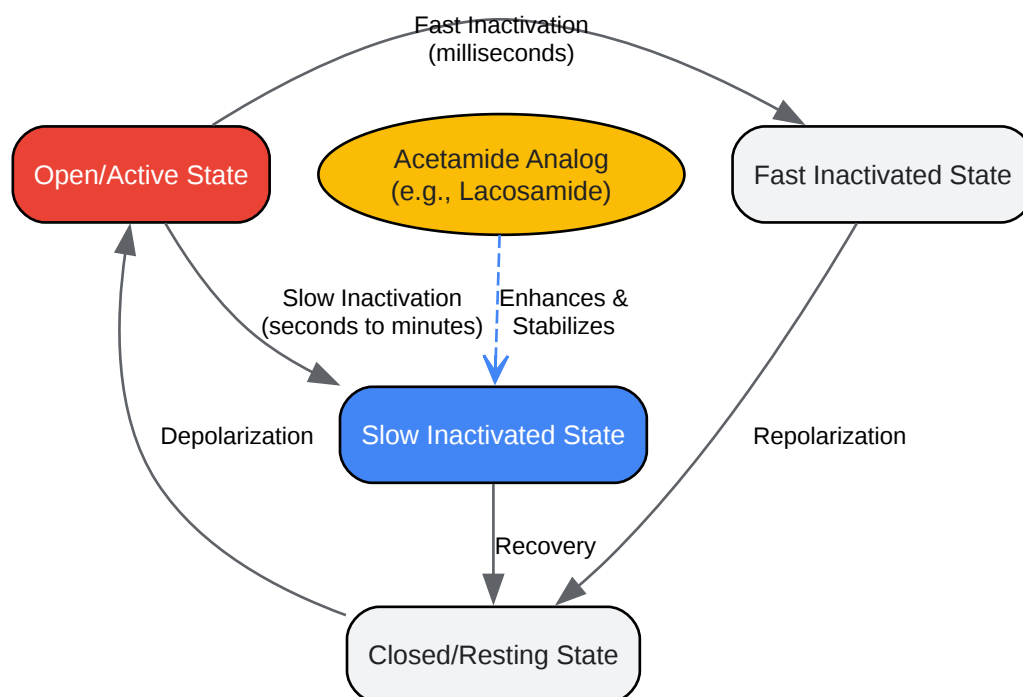 Fast Inactivation
(milliseconds)
Open/Active State
Acetamide Analog
(e.g., Lacosamide)
Fast Inactivated State
Slow Inactivation
(seconds to minutes)
Enhances &
Stabilizes
Depolarization
Slow Inactivated State
Repolarization
Recovery
Closed/Resting State